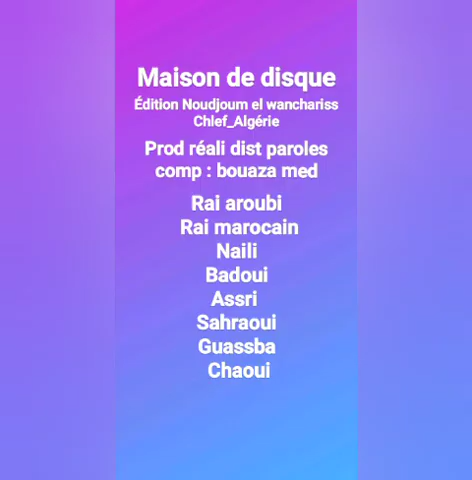 Maison de disque
Édition Noudjoum el wanchariss
Chlef_Algérie
Prod réali dist paroles
comp : bouaza med
Rai aroubi
Rai marocain
Naili
Badoui
Assri
Sahraoui
Guassba
Chaoui